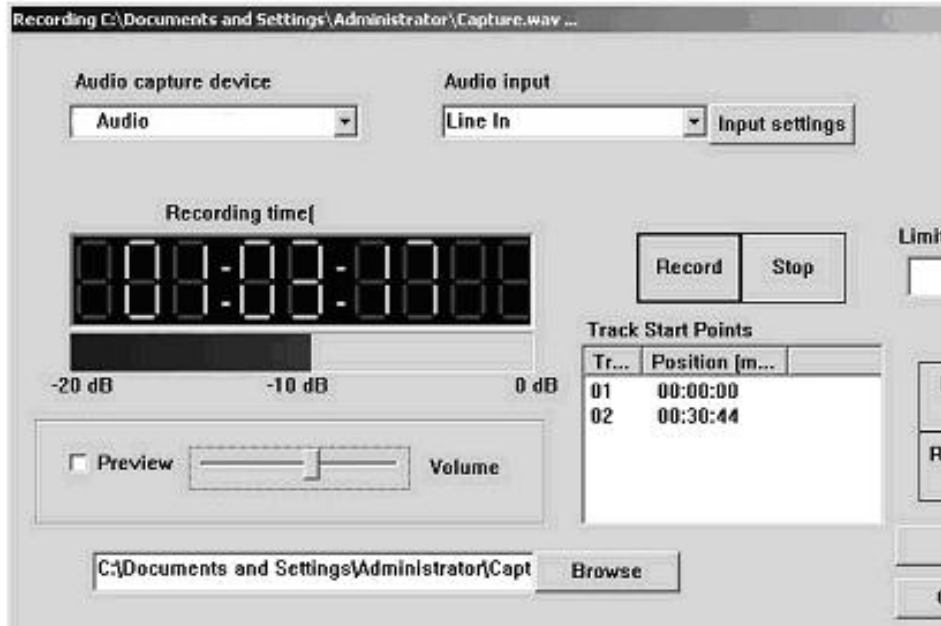 Recording C:\Documents and Settings\Administrator\Capture.wav ...
Audio capture device
Audio input
Audio
Line In
Input settings
Recording time(
01:03:17
Record
Stop
Limit
Track Start Points
Tr...
Position (m...
01 00:00:00
02 00:30:44
-20 dB
-10 dB
0 dB
Preview
Volume
R
C:\Documents and Settings\Administrator\Capt
Browse